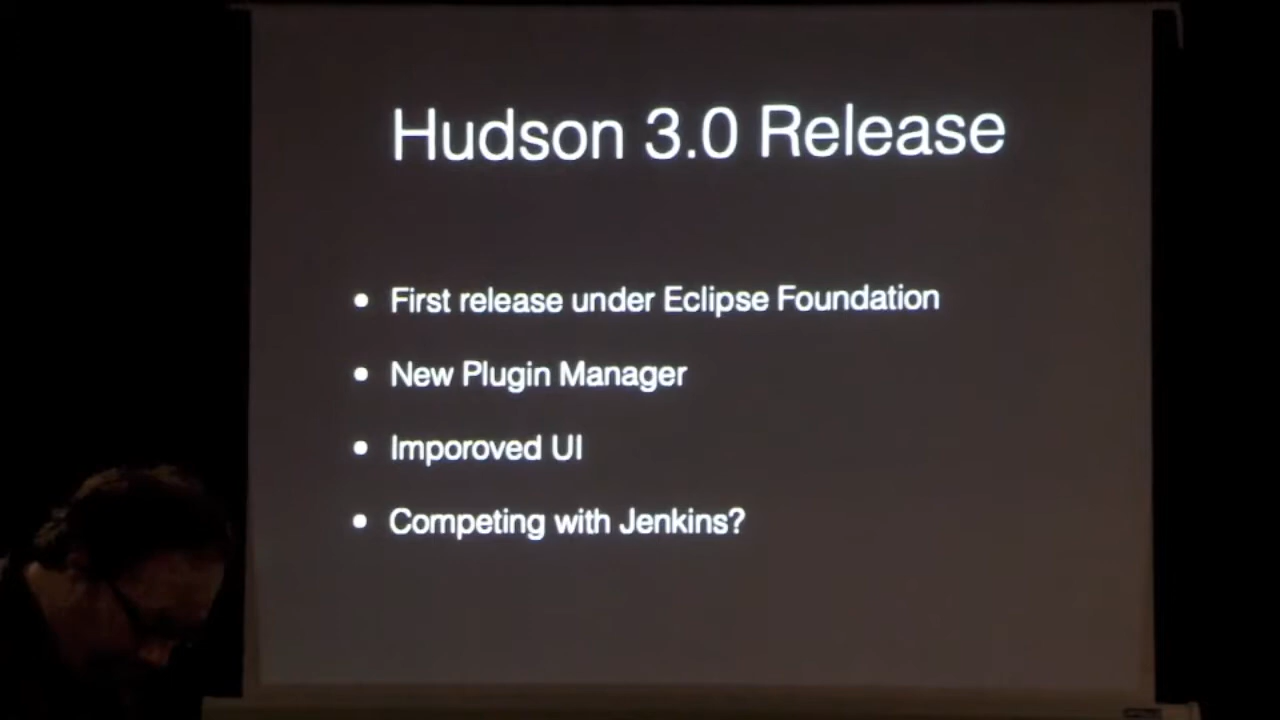 Hudson 3.0 Release
• First release under Eclipse Foundation
• New Plugin Manager
• Imporoved UI
• Competing with Jenkins?